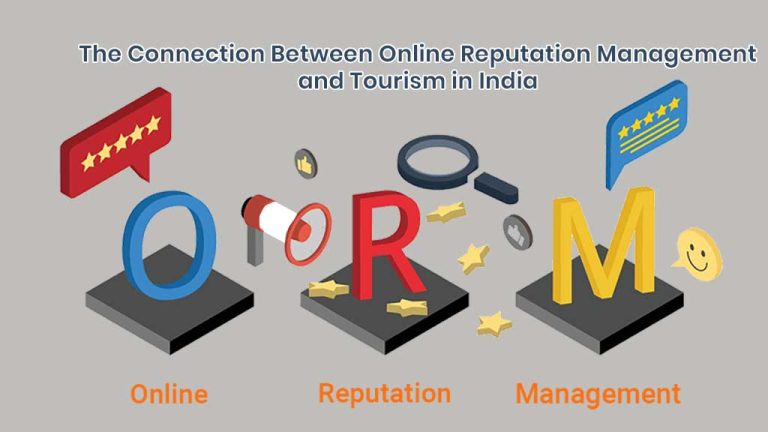 The Connection Between Online Reputation Management
and Tourism in India
O R M
Online Reputation Management